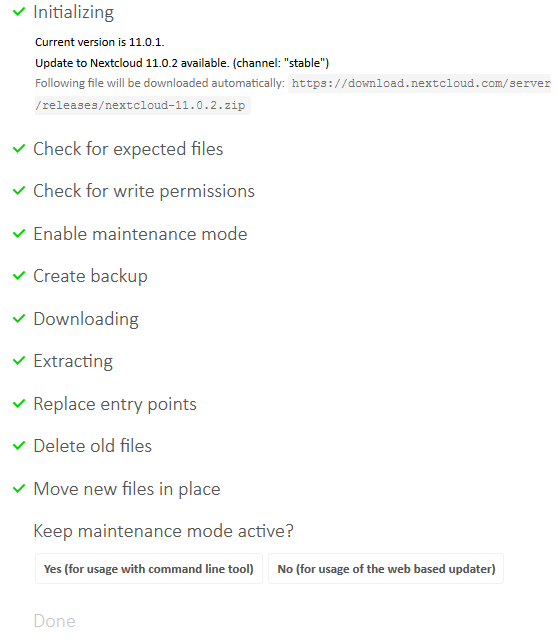 Initializing
Current version is 11.0.1.
Update to Nextcloud 11.0.2 available. (channel: "stable")
Following file will be downloaded automatically: https://download.nextcloud.com/server
/releases/nextcloud-11.0.2.zip
Check for expected files
Check for write permissions
Enable maintenance mode
Create backup
Downloading
Extracting
Replace entry points
Delete old files
Move new files in place
Keep maintenance mode active?
Yes (for usage with command line tool) No (for usage of the web based updater)
Done